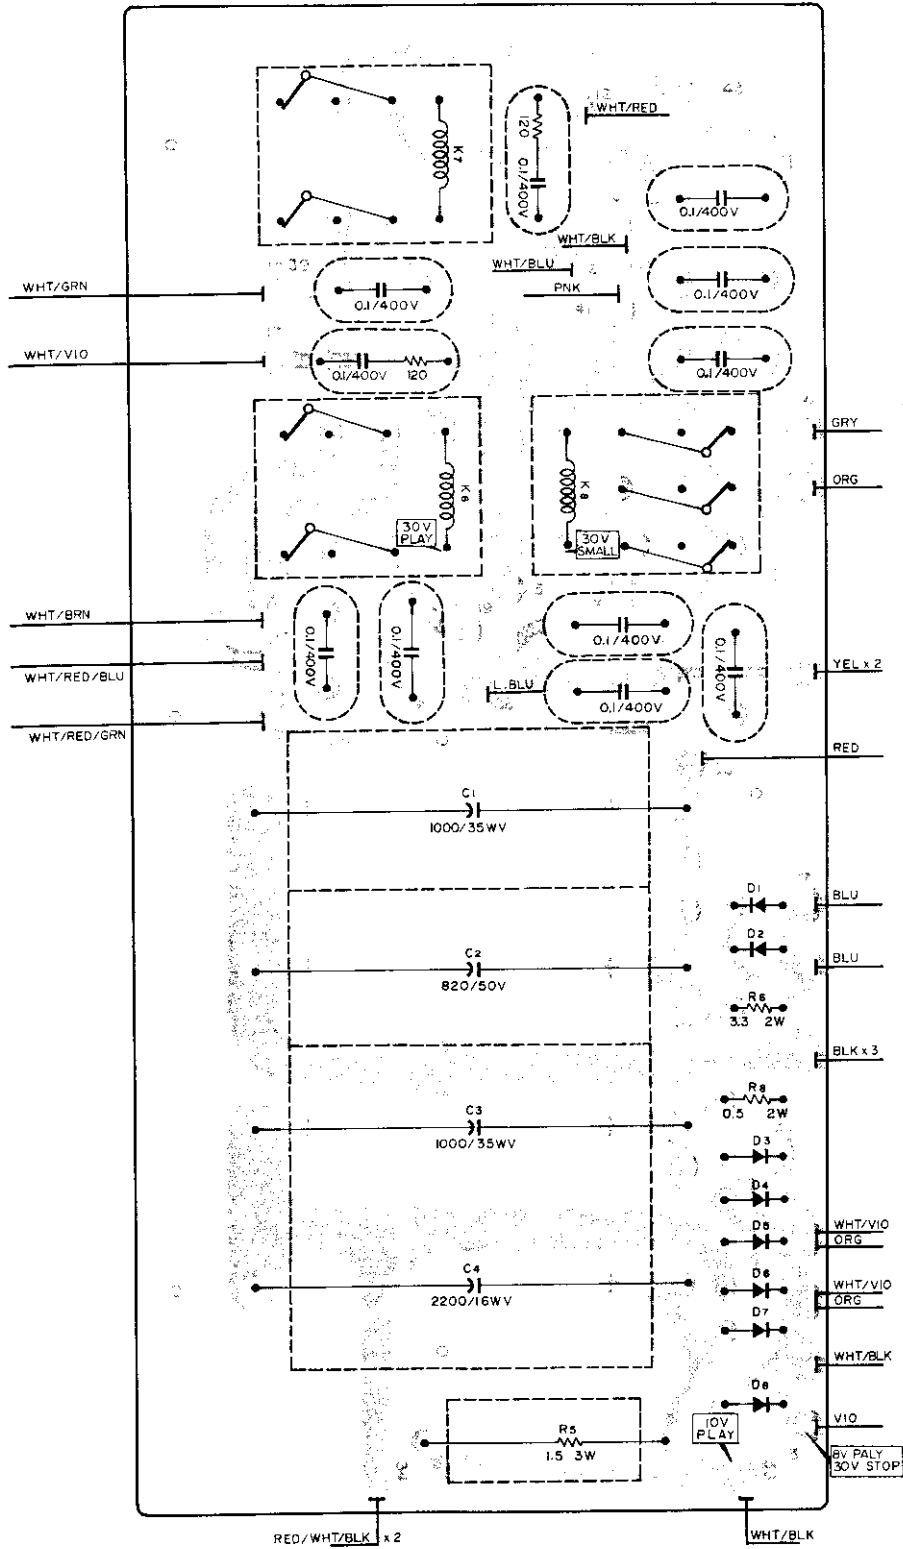 WHT/RED
K7
120
0.1/400V
0.1/400V
WHT/BLK
WHT/BLU
PNK
WHT/GRN
0.1/400V
0.1/400V
WHT/VIO
0.1/400V 120
0.1/400V
GRY
ORG
K6
30V
PLAY
K8
30V
SMALL
WHT/BRN
WHT/RED/BLU
WHT/RED/GRN
0.1/400V
0.1/400V
0.1/400V
L.BLU
0.1/400V
0.1/400V
YEL x 2
RED
C1
1000/35WV
D1
BLU
D2
BLU
C2
820/50V
R6
3.3 2W
BLK x 3
R8
0.5 2W
C3
1000/35WV
D3
D4
D5
WHT/VIO
ORG
D6
WHT/VIO
ORG
C4
2200/16WV
D7
WHT/BLK
D8
VIO
10V
PLAY
8V PALY
30V STOP
R5
1.5 3W
RED/WHT/BLK x 2
WHT/BLK